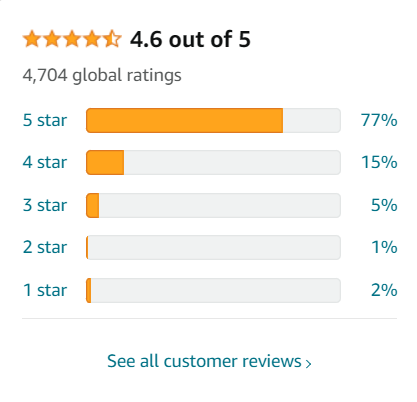 4.6 out of 5
4,704 global ratings
5 star 77%
4 star 15%
3 star 5%
2 star 1%
1 star 2%
See all customer reviews ›